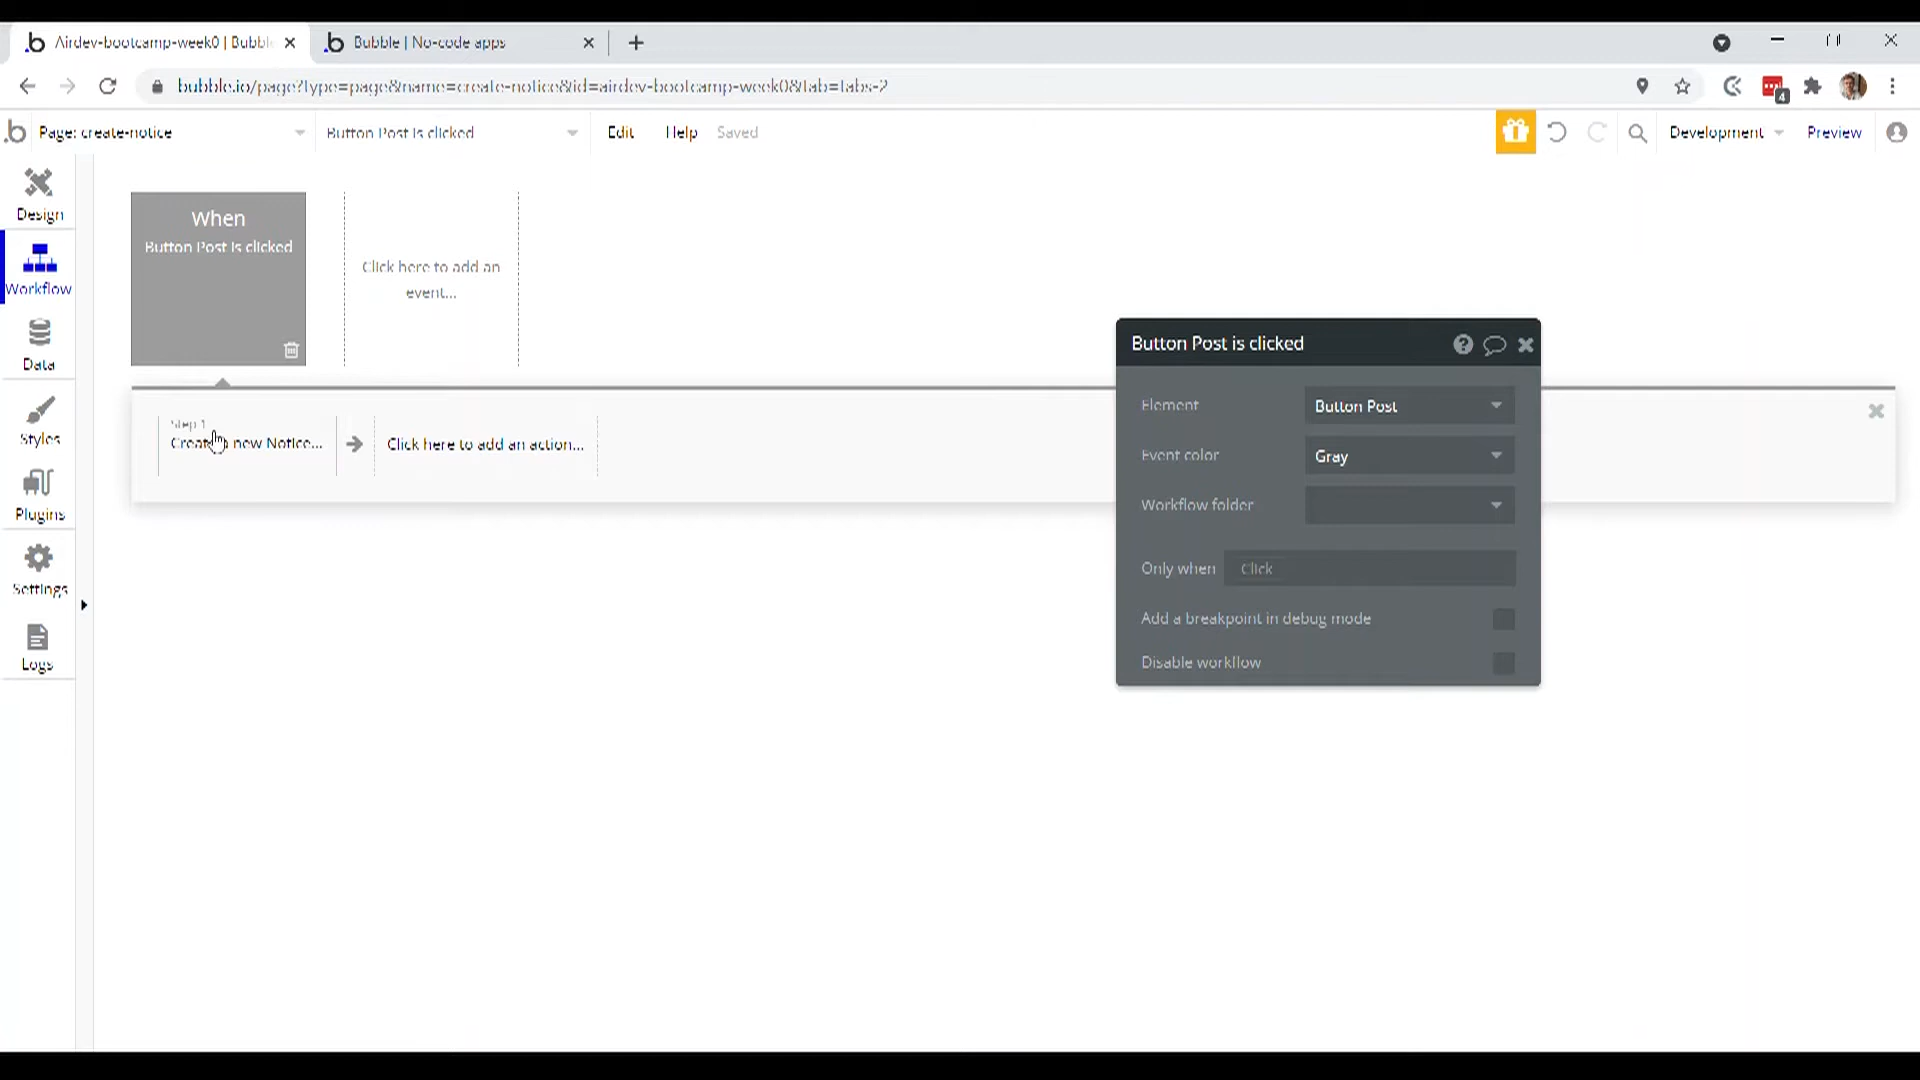 Airdev-bootcamp-week0 | Bubble
Bubble | No-code apps
bubble.io/page?type=page&name=create-notice&id=airdev-bootcamp-week0&tab=tabs-2
4
Page: create-notice
Button Post is clicked
Edit
Help
Saved
Development
Preview
Design
Workflow
Data
Styles
Plugins
Settings
Logs
When
Button Post is clicked
Click here to add an
event...
Step 1
new Notice...
Click here to add an action...
Button Post is clicked
Element
Button Post
Event color
Gray
Workflow folder
Only when
Click
Add a breakpoint in debug mode
Disable workflow